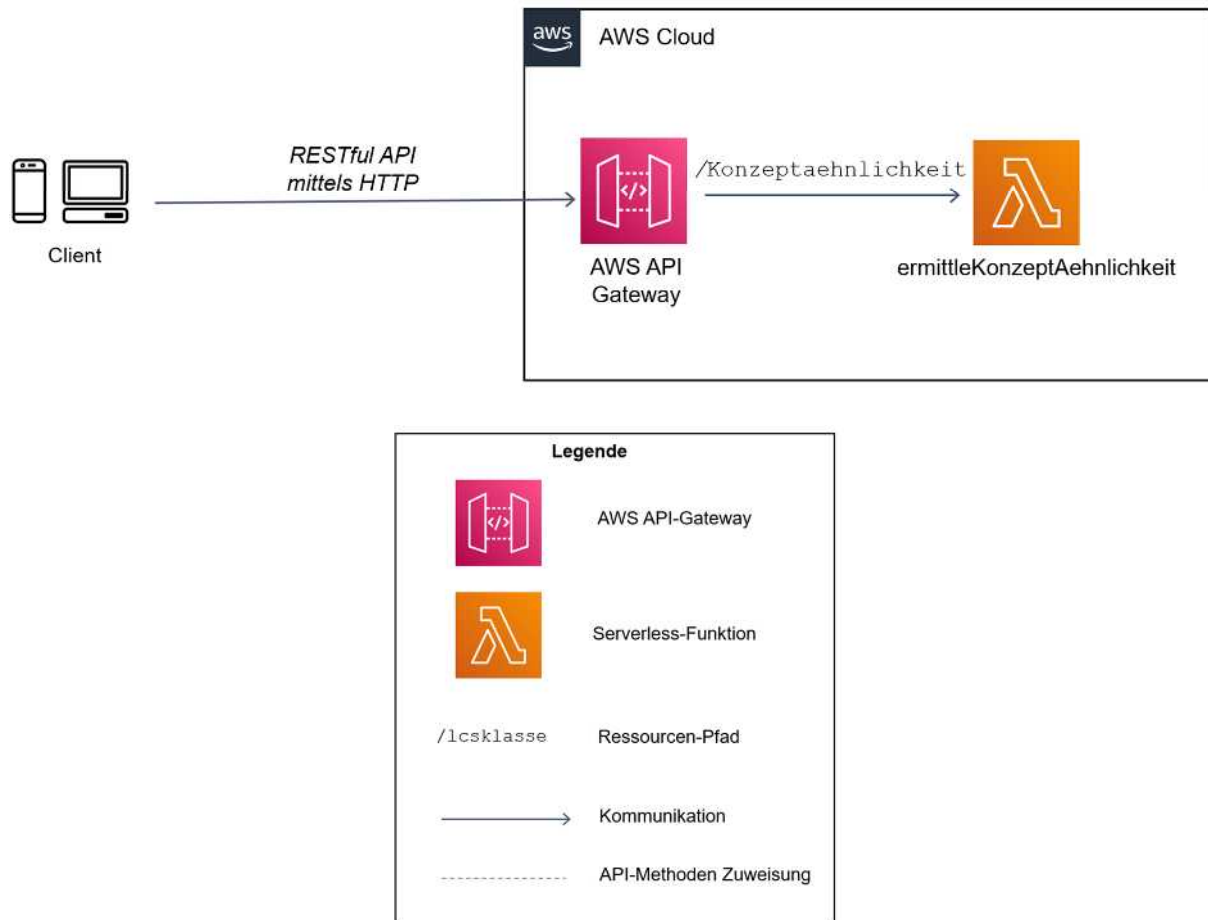 aws
AWS Cloud
RESTful API
mittels HTTP
/Konzeptaehnlichkeit
Client
</>
AWS API
Gateway
ermittleKonzeptAehnlichkeit
Legende
</>
AWS API-Gateway
Serverless-Funktion
/lcsklasse
Ressourcen-Pfad
Kommunikation
API-Methoden Zuweisung